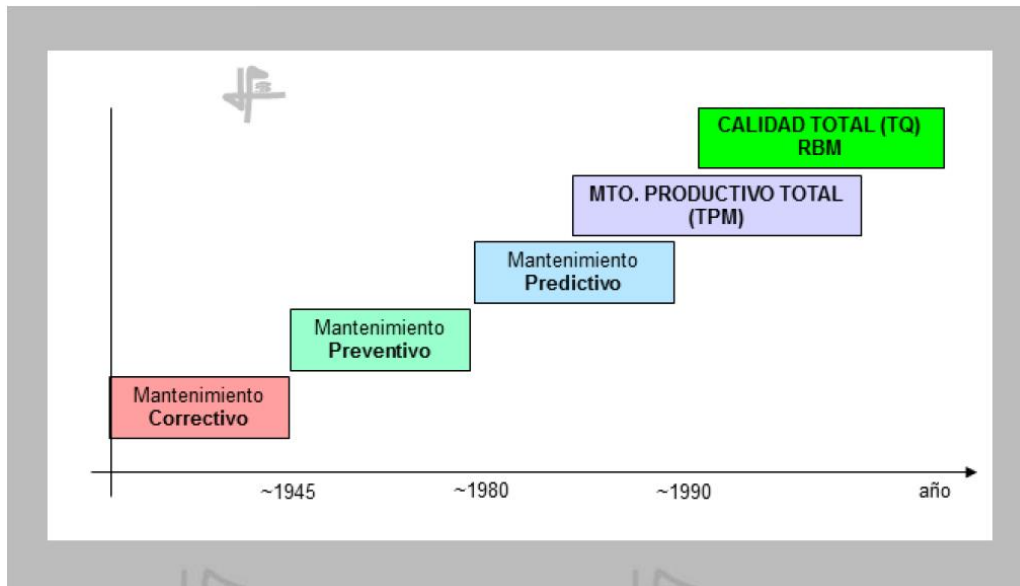 CALIDAD TOTAL (TQ)
RBM
MTO. PRODUCTIVO TOTAL
(TPM)
Mantenimiento
Predictivo
Mantenimiento
Preventivo
Mantenimiento
Correctivo
~1945
~1980
~1990
año